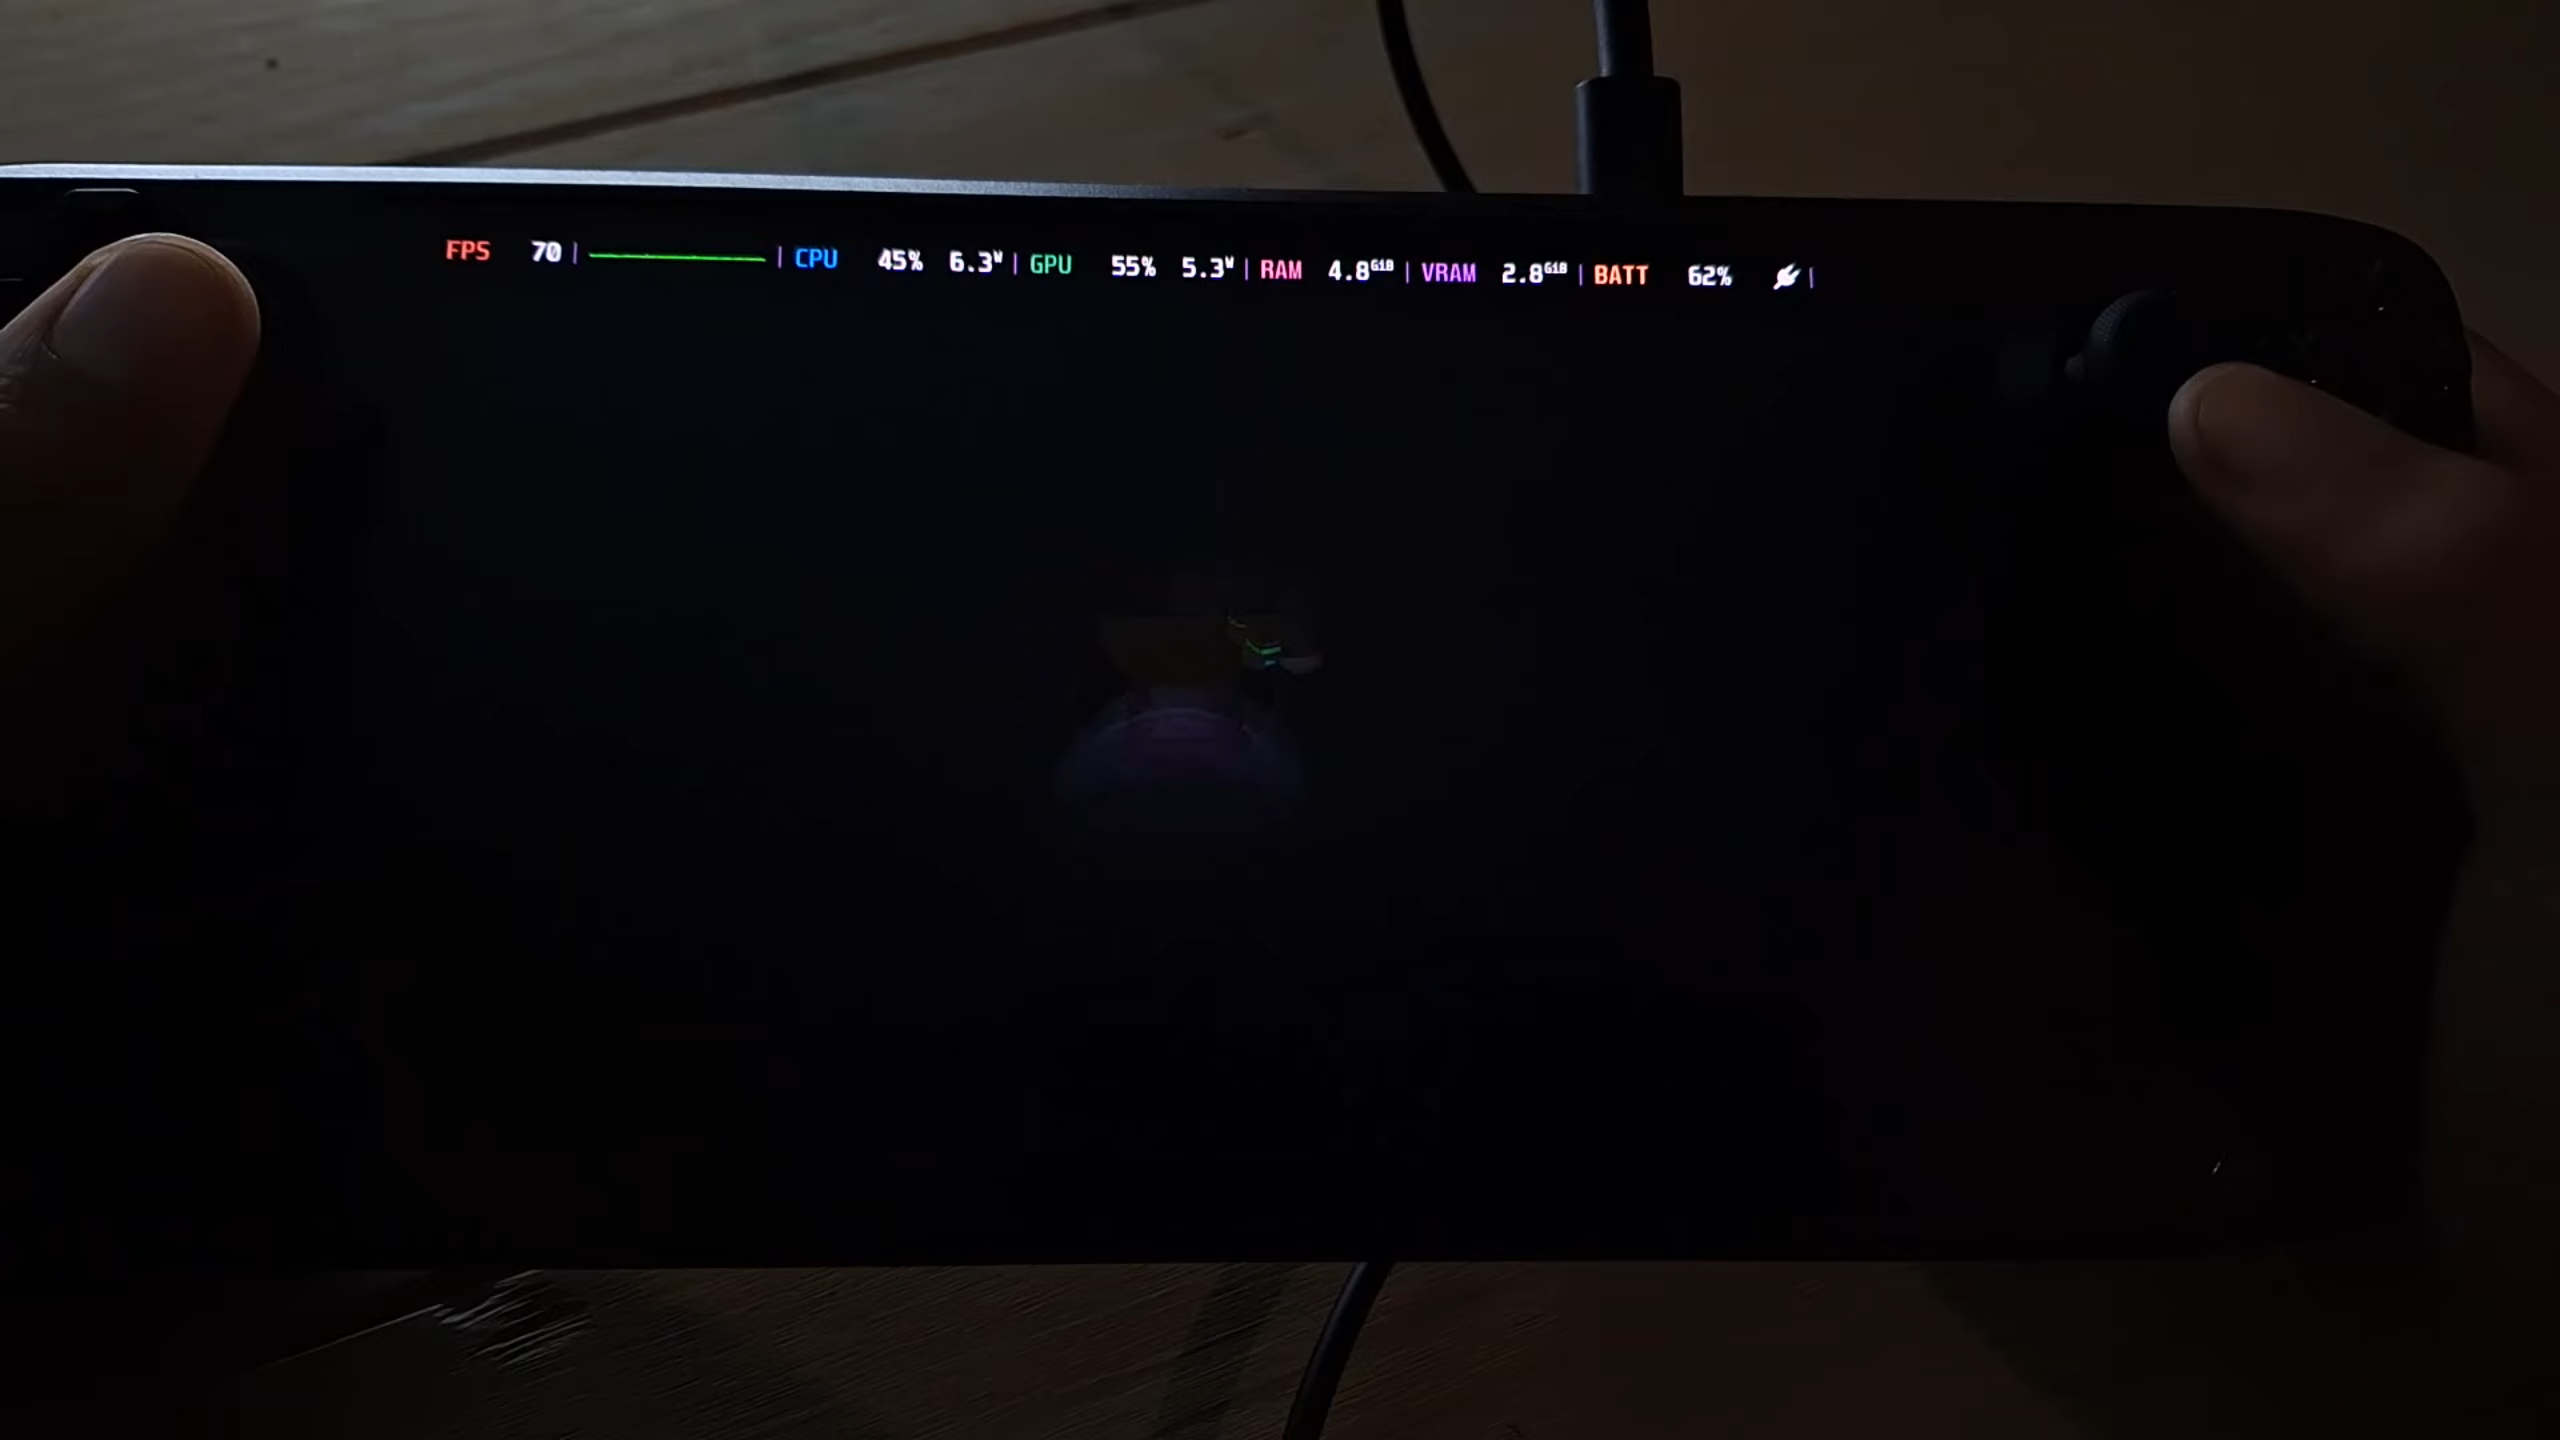 FPS 70 | | CPU 45% 6.3W | GPU 55% 5.3W | RAM 4.8GiB | VRAM 2.8GiB | BATT 62% |